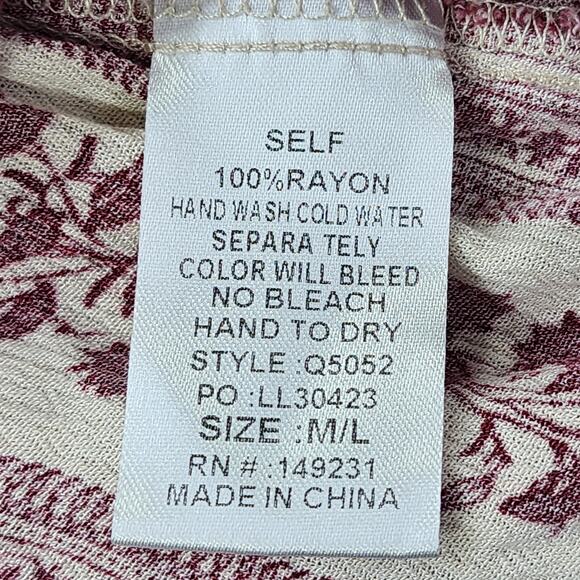 SELF
100%RAYON
HAND WASH COLD WATER
SEPARA TELY
COLOR WILL BLEED
NO BLEACH
HAND TO DRY
STYLE :Q5052
PO :LL30423
SIZE :M/L
RN # :149231
MADE IN CHINA